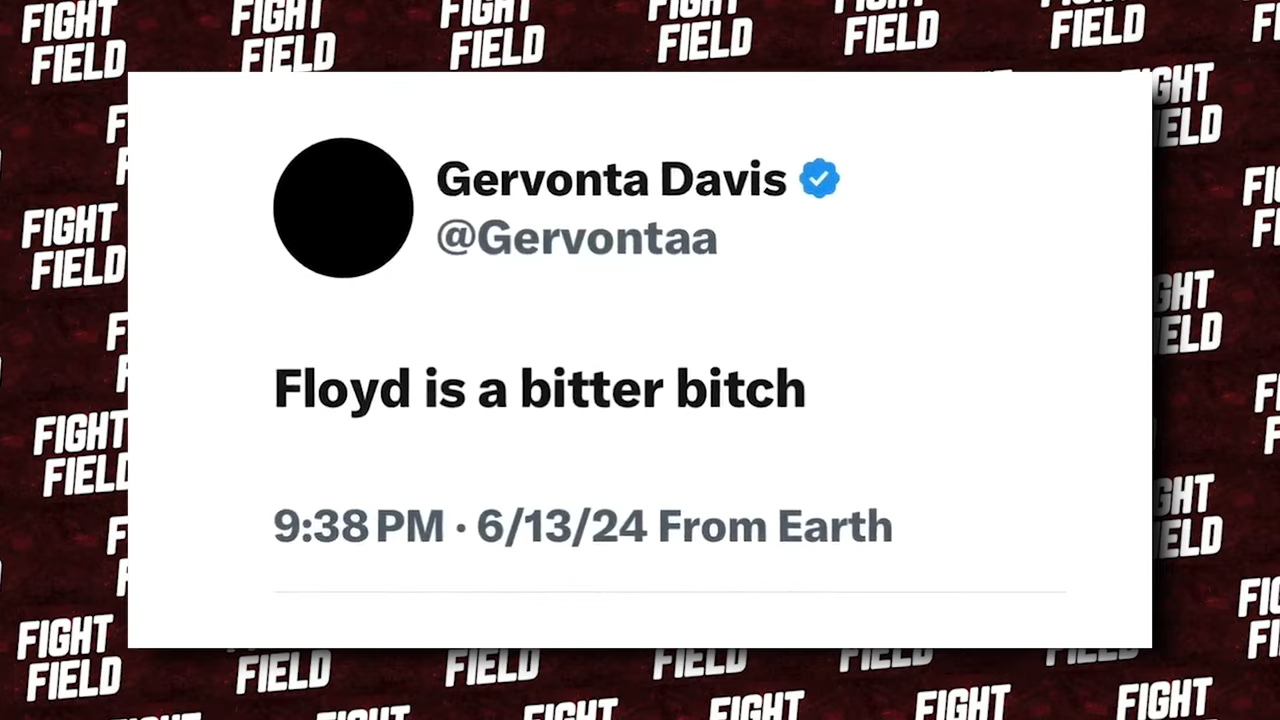 FIGHT FIELD
Gervonta Davis
@Gervontaa
Floyd is a bitter bitch
9:38 PM · 6/13/24 From Earth